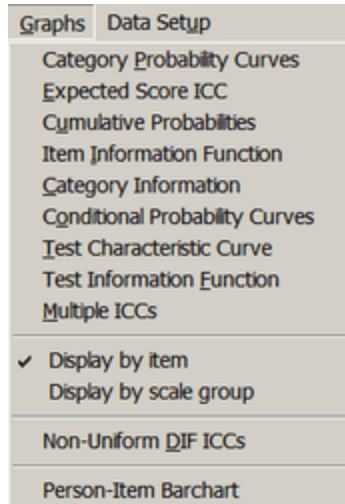 Graphs Data Setup
Category Probability Curves
Expected Score ICC
Cumulative Probabilities
Item Information Function
Category Information
Conditional Probability Curves
Test Characteristic Curve
Test Information Function
Multiple ICCs
✓ Display by item
Display by scale group
Non-Uniform DIF ICCs
Person-Item Barchart